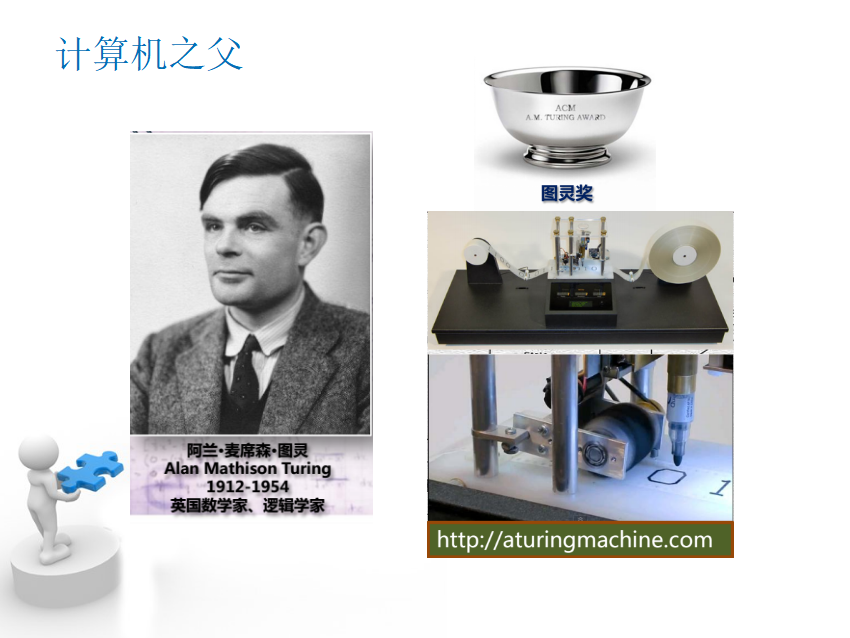 计算机之父
ACM
A.M. TURING AWARD
图灵奖
阿兰•麦席森•图灵
Alan Mathison Turing
1912-1954
英国数学家、逻辑学家
0 1
http://aturingmachine.com